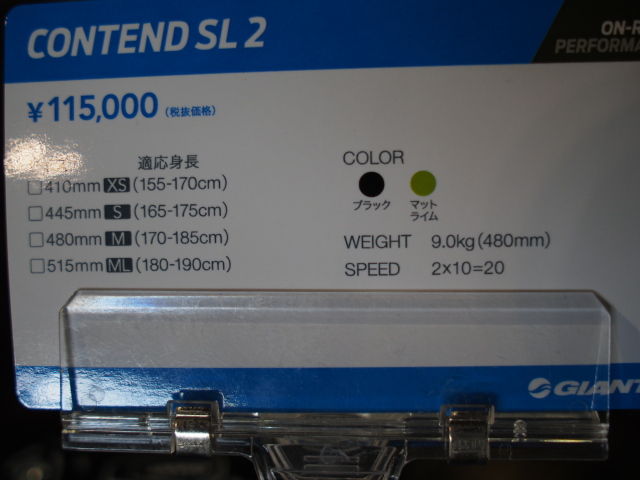 CONTEND SL 2
ON-R
PERFORMA
¥115,000 (税抜価格)
適応身長
410mm XS (155-170cm)
445mm S (165-175cm)
480mm M (170-185cm)
515mm ML (180-190cm)
COLOR
ブラック
マット
ライム
WEIGHT 9.0kg(480mm)
SPEED 2x10=20
GIANT